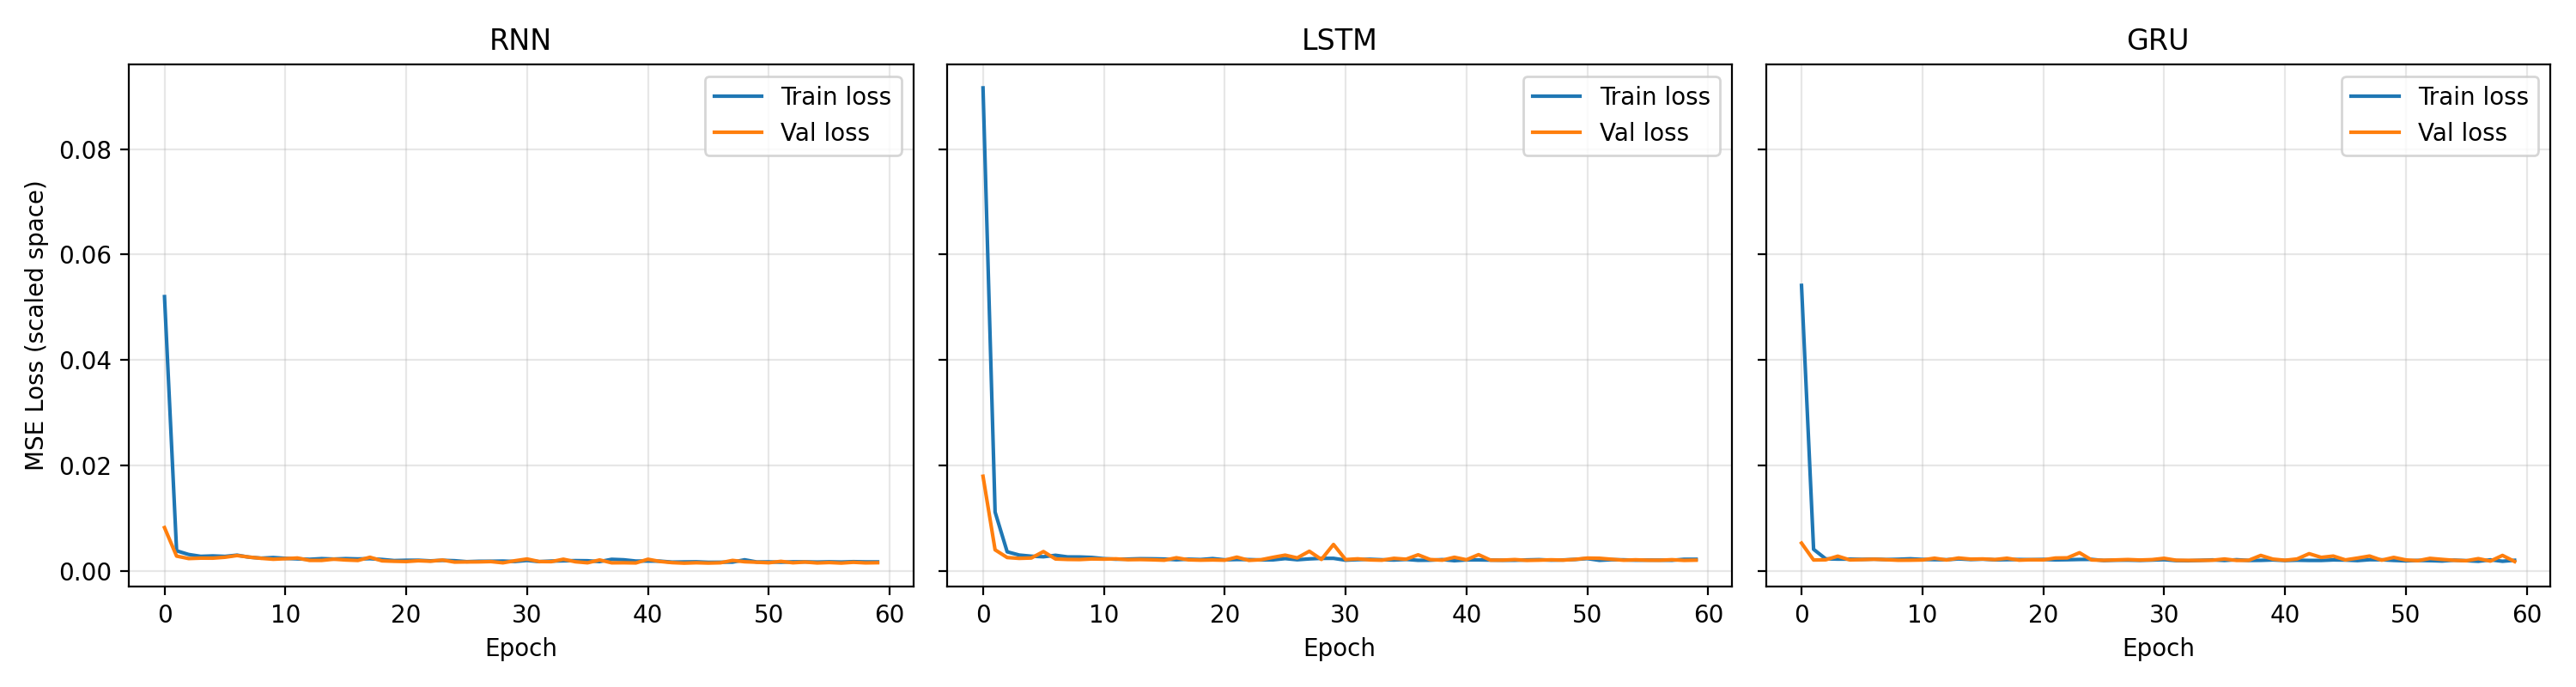 RNN
LSTM
GRU
Train loss
Val loss
Train loss
Val loss
Train loss
Val loss
MSE Loss (scaled space)
0.08
0.06
0.04
0.02
0.00
0 10 20 30 40 50 60
0 10 20 30 40 50 60
0 10 20 30 40 50 60
Epoch
Epoch
Epoch